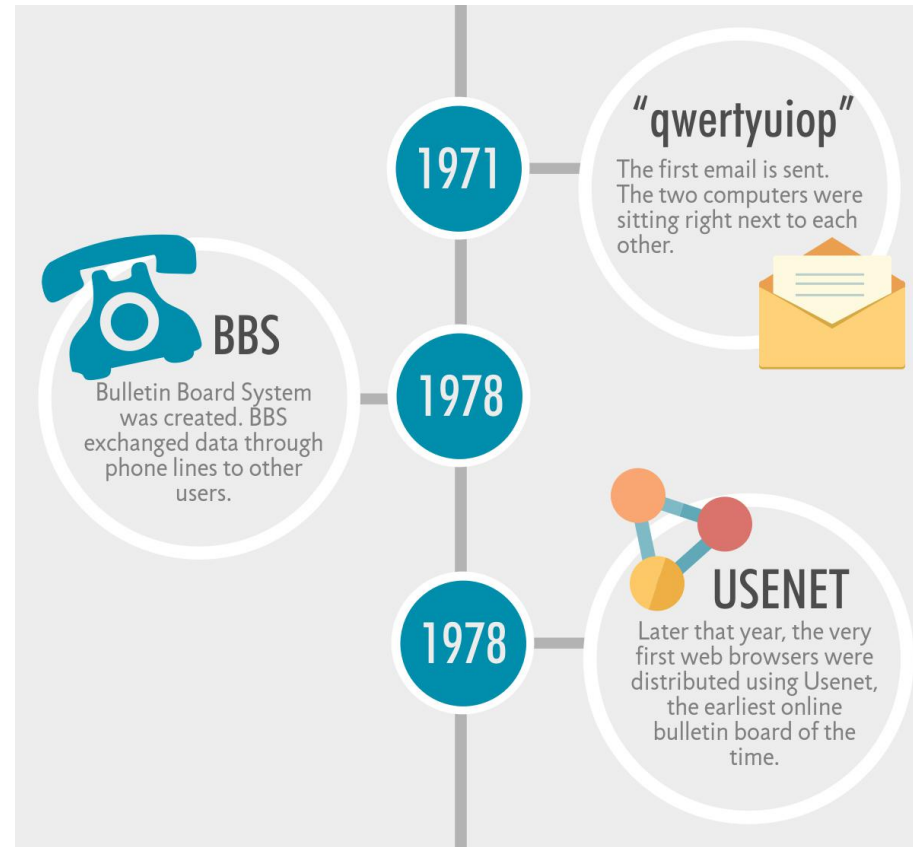 1971
“qwertyuiop”
The first email is sent.
The two computers were
sitting right next to each
other.
BBS
Bulletin Board System
was created. BBS
exchanged data through
phone lines to other
users.
1978
1978
USENET
Later that year, the very
first web browsers were
distributed using Usenet,
the earliest online
bulletin board of the
time.